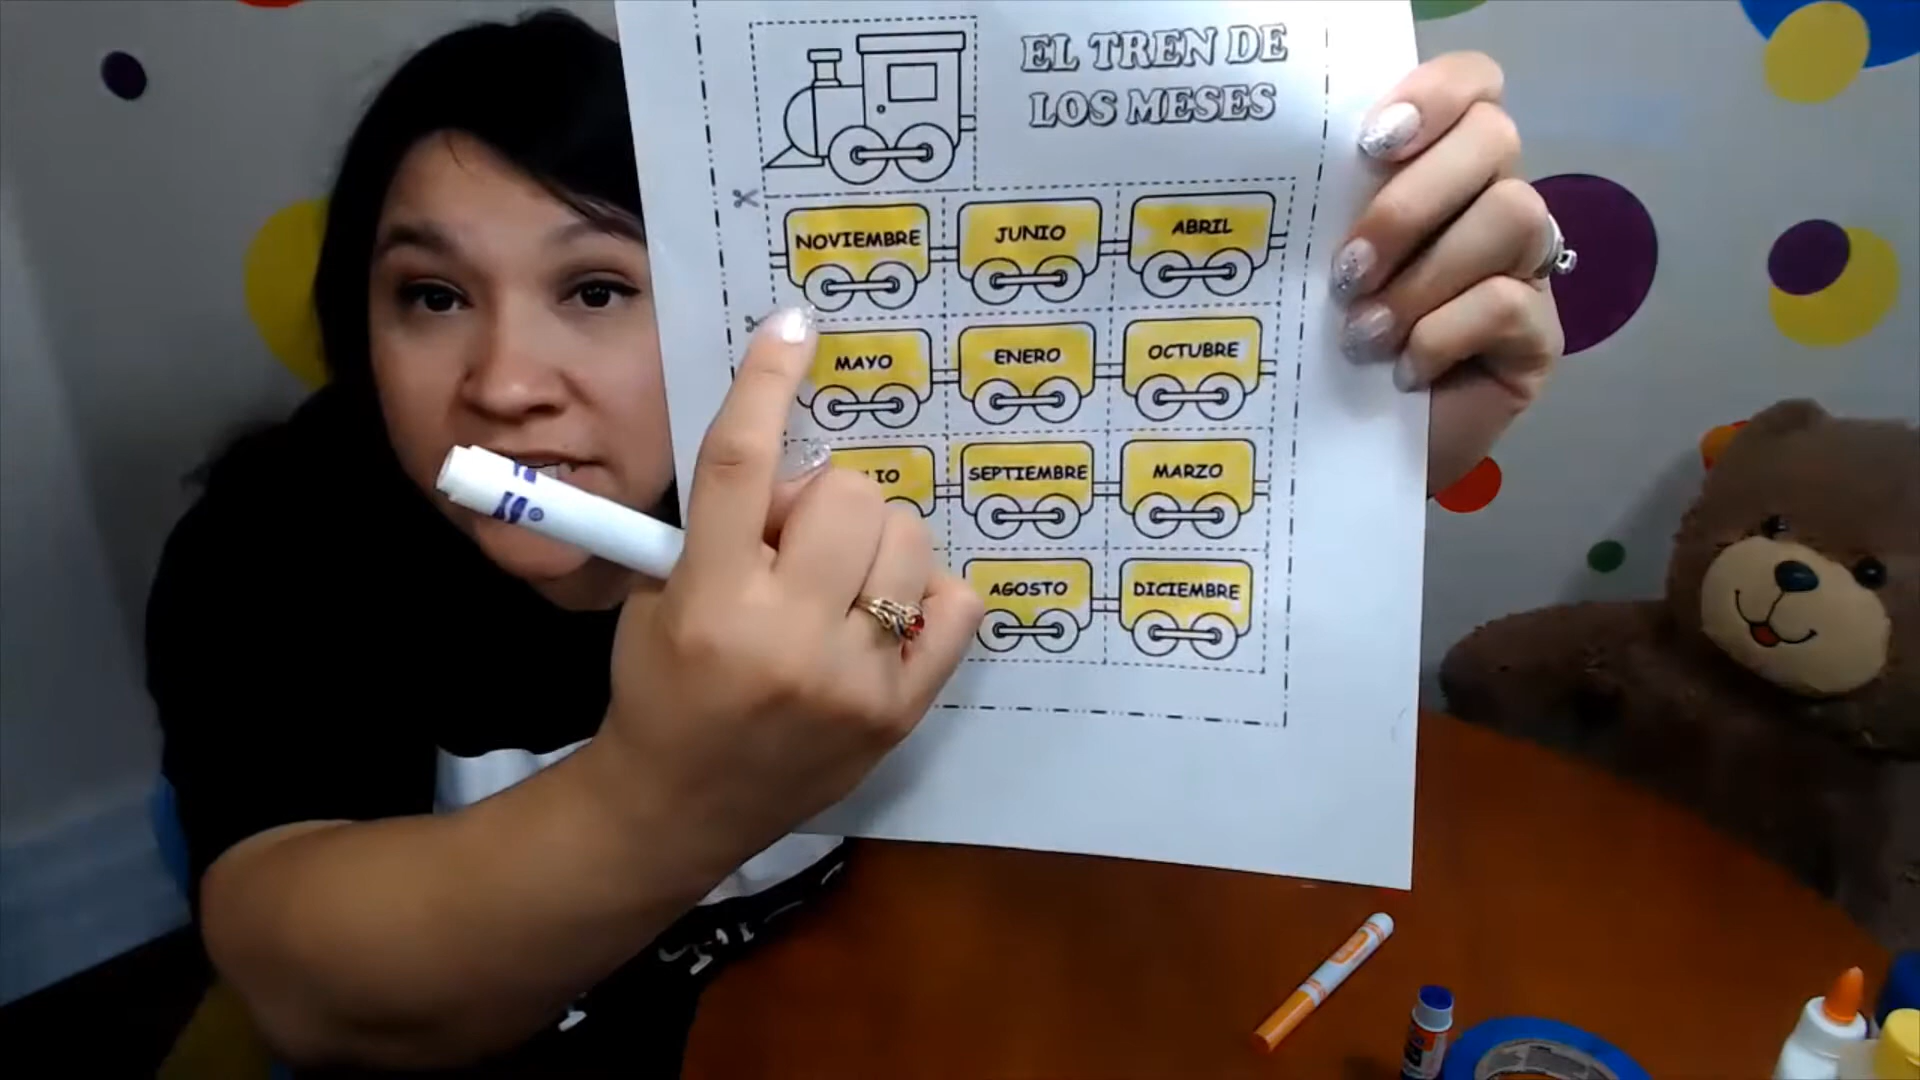 EL TREN DE
LOS MESES
NOVIEMBRE JUNIO ABRIL
MAYO ENERO OCTUBRE
SEPTIEMBRE MARZO
AGOSTO DICIEMBRE